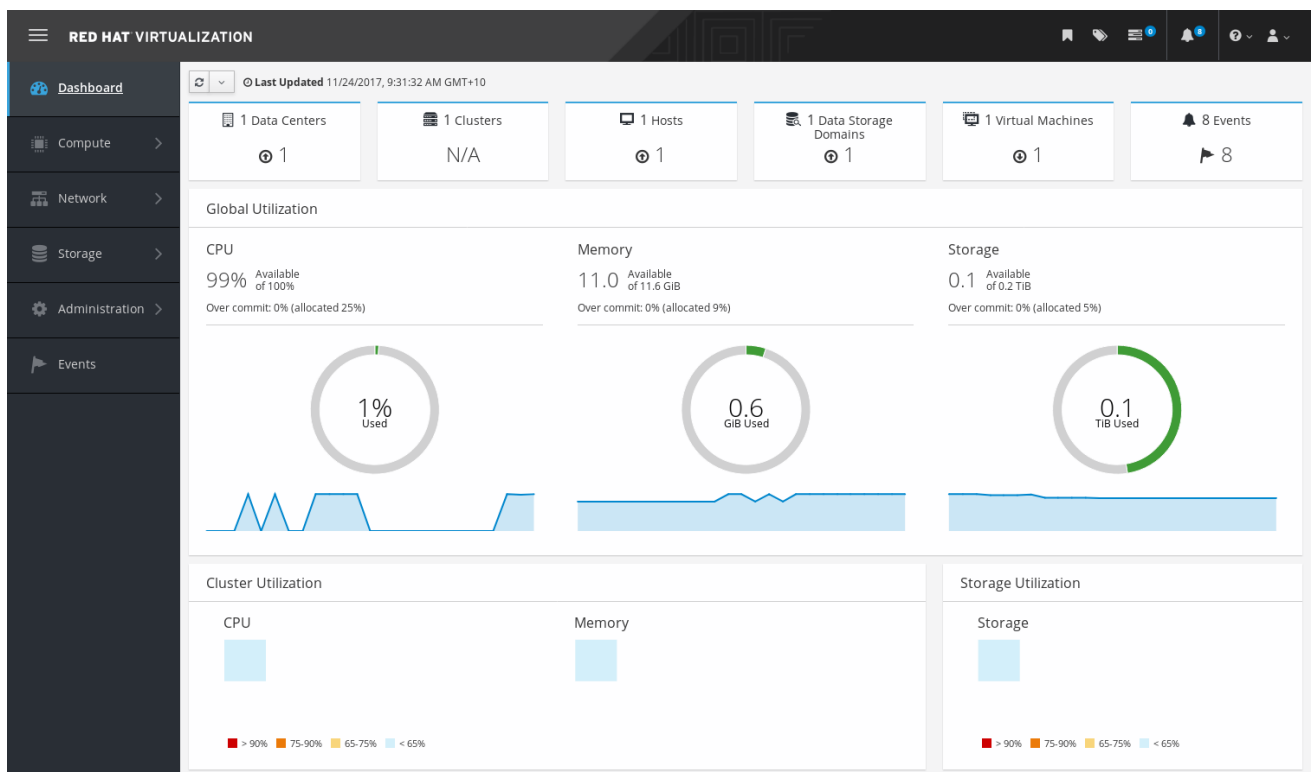 RED HAT VIRTUALIZATION
0
8
Dashboard
Compute
Network
Storage
Administration
Events
Last Updated 11/24/2017, 9:31:32 AM GMT+10
1 Data Centers
1
1 Clusters
N/A
1 Hosts
1
1 Data Storage
Domains
1
1 Virtual Machines
1
8 Events
8
Global Utilization
CPU
99% Available
of 100%
Over commit: 0% (allocated 25%)
1%
Used
Memory
11.0 Available
of 11.6 GiB
Over commit: 0% (allocated 9%)
0.6
GiB Used
Storage
0.1 Available
of 0.2 TiB
Over commit: 0% (allocated 5%)
0.1
TiB Used
Cluster Utilization
CPU
Memory
> 90% 75-90% 65-75% < 65%
Storage Utilization
Storage
> 90% 75-90% 65-75% < 65%